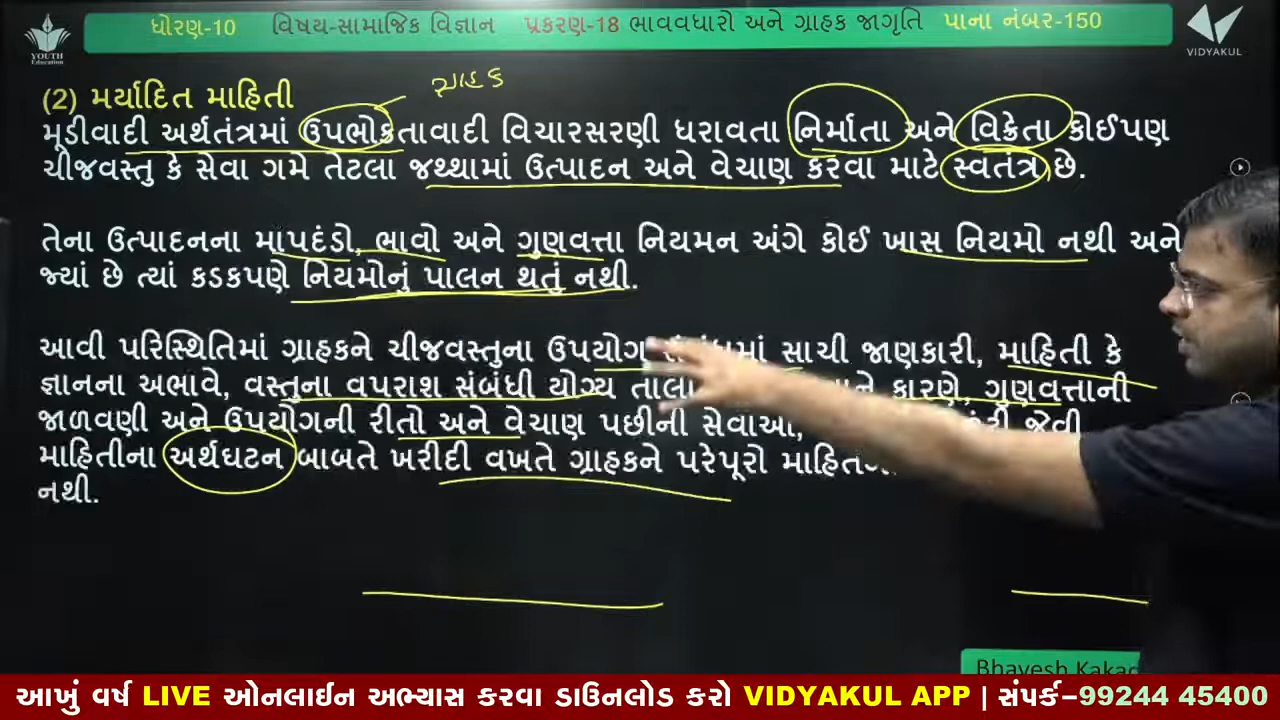 YOUTH
Education
ધોરણ-10 વિષય-સામાજિક વિજ્ઞાન પ્રકરણ-18 ભાવવધારો અને ગ્રાહક જાગૃતિ પાના નંબર-150
VIDYAKUL
ગ્રાહક
(2) મર્યાદિત માહિતી
મૂડીવાદી અર્થતંત્રમાં ઉપભોકતાવાદી વિચારસરણી ધરાવતા નિર્માતા અને વિક્રેતા કોઈપણ
ચીજવસ્તુ કે સેવા ગમે તેટલા જથ્થામાં ઉત્પાદન અને વેચાણ કરવા માટે સ્વતંત્ર છે.
તેના ઉત્પાદનના માંપદંડો, ભાવો અને ગુણવત્તા નિયમન અંગે કોઈ ખાસ નિયમો નથી અને
જ્યાં છે ત્યાં કડકપણે નિયમોનું પાલન થતું નથી.
આવી પરિસ્થિતિમાં ગ્રાહકને ચીજવસ્તુના ઉપયોગ સાચી જાણકારી, માહિતી કે
જ્ઞાનના અભાવે, વસ્તુના વપરાશ સંબંધી યોગ્ય કારણે, ગુણવત્તાની
જાળવણી અને ઉપયોગની રીતો અને વેચાણ પછીની સેવાઓ, જેવી
માહિતીના અર્થઘટન બાબતે ખરીદી વખતે ગ્રાહકને પરેપૂરો
નથી.
Bhavesh
આખું વર્ષ LIVE ઓનલાઈન અભ્યાસ કરવા ડાઉનલોડ કરો VIDYAKUL APP | સંપર્ક–99244 45400